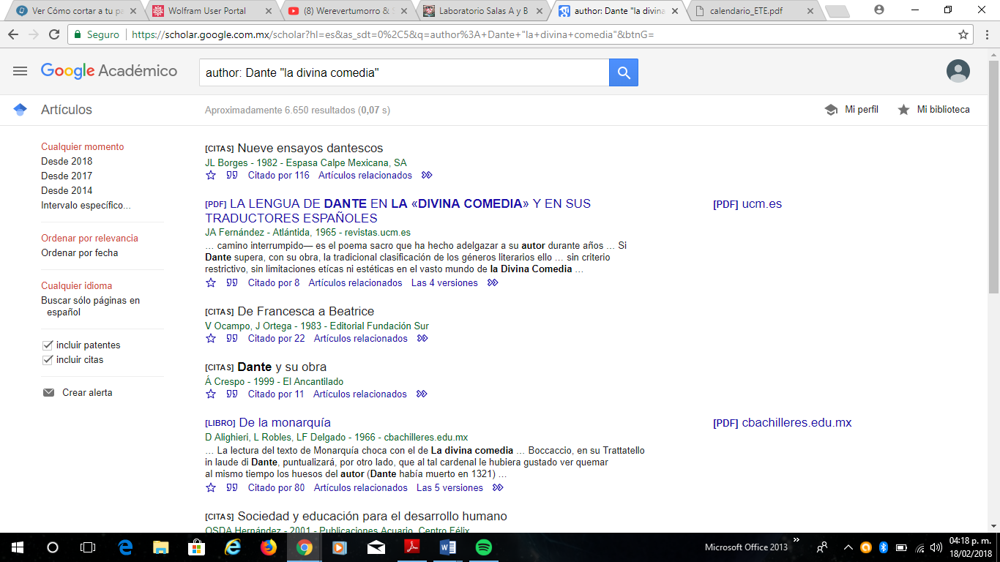 Ver Cómo cortar a tu pa
Wolfram User Portal
(8) Werevertumorro & S
Laboratorio Salas A y B
author: Dante "la divina
calendario_ETE.pdf
Seguro
https://scholar.google.com.mx/scholar?hl=es&as_sdt=0%2C5&q=author%3A+Dante+"la+divina+comedia"&btnG=
Google Académico
author: Dante "la divina comedia"
Artículos
Aproximadamente 6.650 resultados (0,07 s)
Mi perfil
Mi biblioteca
Cualquier momento
Desde 2018
Desde 2017
Desde 2014
Intervalo específico...
Ordenar por relevancia
Ordenar por fecha
Cualquier idioma
Buscar sólo páginas en
español
incluir patentes
incluir citas
Crear alerta
[CITAS] Nueve ensayos dantescos
JL Borges - 1982 - Espasa Calpe Mexicana, SA
Citado por 116 Artículos relacionados
[PDF] LA LENGUA DE DANTE EN LA «DIVINA COMEDIA» Y EN SUS
TRADUCTORES ESPAÑOLES
JA Fernández - Atlántida, 1965 - revistas.ucm.es
… camino interrumpido— es el poema sacro que ha hecho adelgazar a su autor durante años … Si
Dante supera, con su obra, la tradicional clasificación de los géneros literarios ello … sin criterio
restrictivo, sin limitaciones etícas ni estéticas en el vasto mundo de la Divina Comedia …
Citado por 8 Artículos relacionados Las 4 versiones
[PDF] ucm.es
[CITAS] De Francesca a Beatrice
V Ocampo, J Ortega - 1983 - Editorial Fundación Sur
Citado por 22 Artículos relacionados
[CITAS] Dante y su obra
Á Crespo - 1999 - El Ancantilado
Citado por 11 Artículos relacionados
[LIBRO] De la monarquía
D Alighieri, L Robles, LF Delgado - 1966 - cbachilleres.edu.mx
… La lectura del texto de Monarquía choca con el de La divina comedia … Boccaccio, en su Trattatello
in laude di Dante, puntualizará, por otro lado, que al tal cardenal le hubiera gustado ver quemar
al mismo tiempo los huesos del autor (Dante había muerto en 1321) …
Citado por 80 Artículos relacionados Las 5 versiones
[PDF] cbachilleres.edu.mx
[CITAS] Sociedad y educación para el desarrollo humano
OSDA Hernández - 2001 - Publicaciones Acuario, Centro Félix
Microsoft Office 2013
04:18 p. m.
18/02/2018